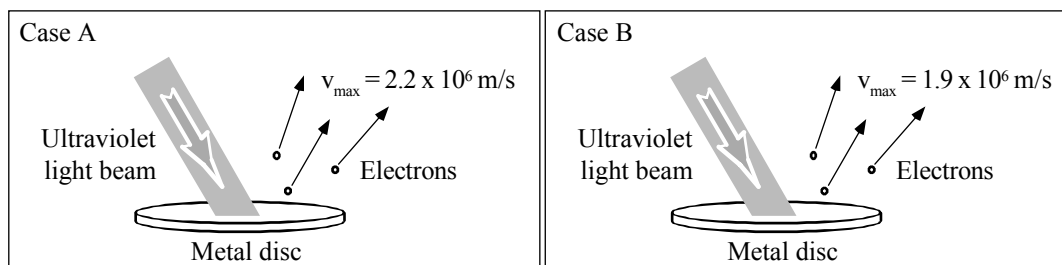 Case A
v_max = 2.2 x 10⁶ m/s
Ultraviolet
light beam
Electrons
Metal disc
Case B
v_max = 1.9 x 10⁶ m/s
Ultraviolet
light beam
Electrons
Metal disc